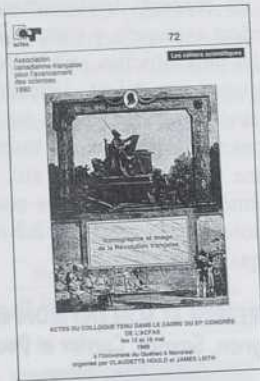 acfas
72
Association
canadienne-française
pour l'avancement
des sciences
1990
Les cahiers scientifiques
Iconographie et image
de la Révolution française
ACTES DU COLLOQUE TENU DANS LE CADRE DU 57e CONGRÈS
DE L'ACFAS
les 15 et 16 mai
1989
à l'Université du Québec à Montréal
organisé par CLAUDETTE HOULD et JAMES LEITH